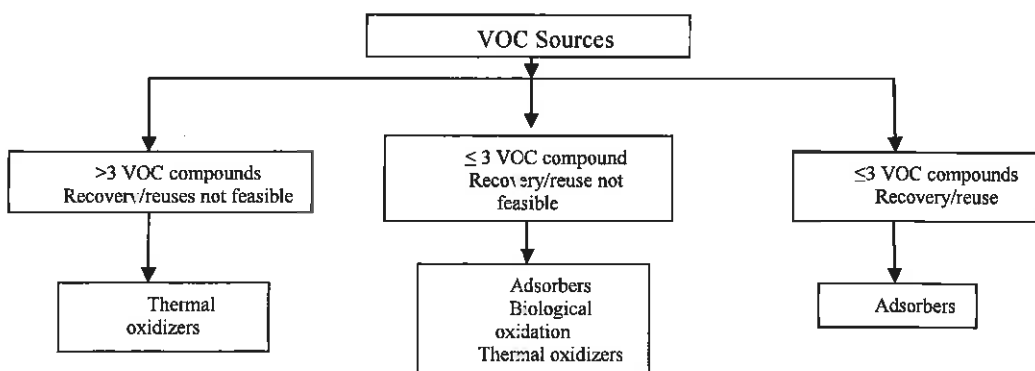 VOC Sources
>3 VOC compounds
Recovery/reuses not feasible
≤ 3 VOC compound
Recovery/reuse not
feasible
≤3 VOC compounds
Recovery/reuse
Thermal
oxidizers
Adsorbers
Biological
oxidation
Thermal oxidizers
Adsorbers